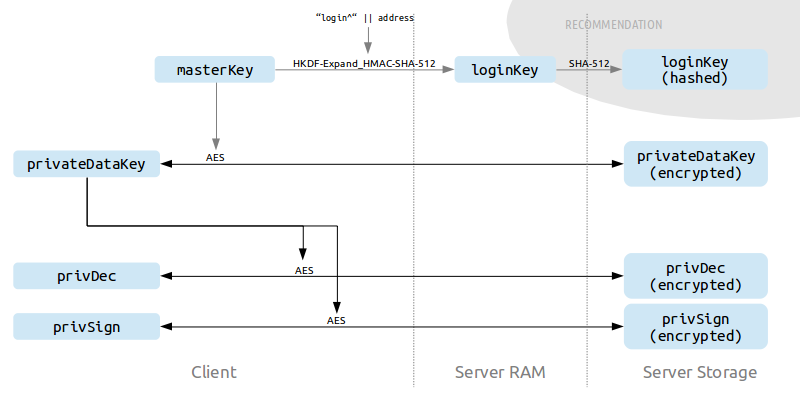 “login^“ || address
RECOMMENDATION
masterKey
HKDF-Expand_HMAC-SHA-512
loginKey
SHA-512
loginKey
(hashed)
AES
privateDataKey
privateDataKey
(encrypted)
AES
privDec
privDec
(encrypted)
AES
privSign
privSign
(encrypted)
Client
Server RAM
Server Storage